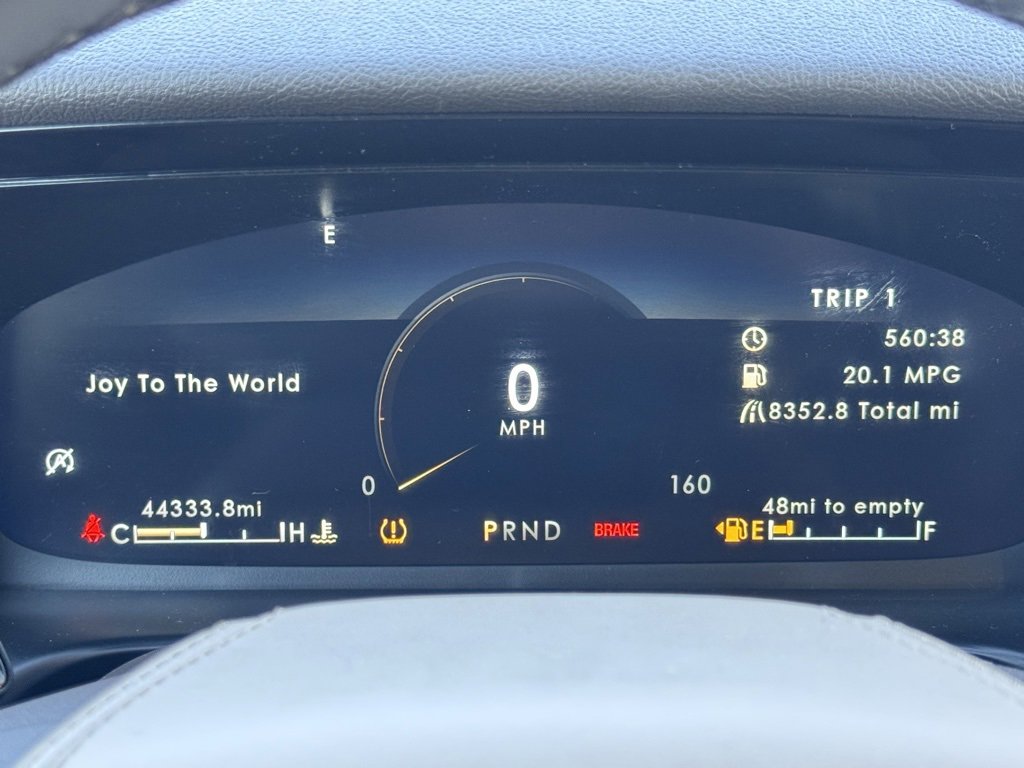 E
TRIP 1
560:38
20.1 MPG
8352.8 Total mi
Joy To The World
0
MPH
0
160
A
44333.8mi
48mi to empty
C H
PRND
BRAKE
E F